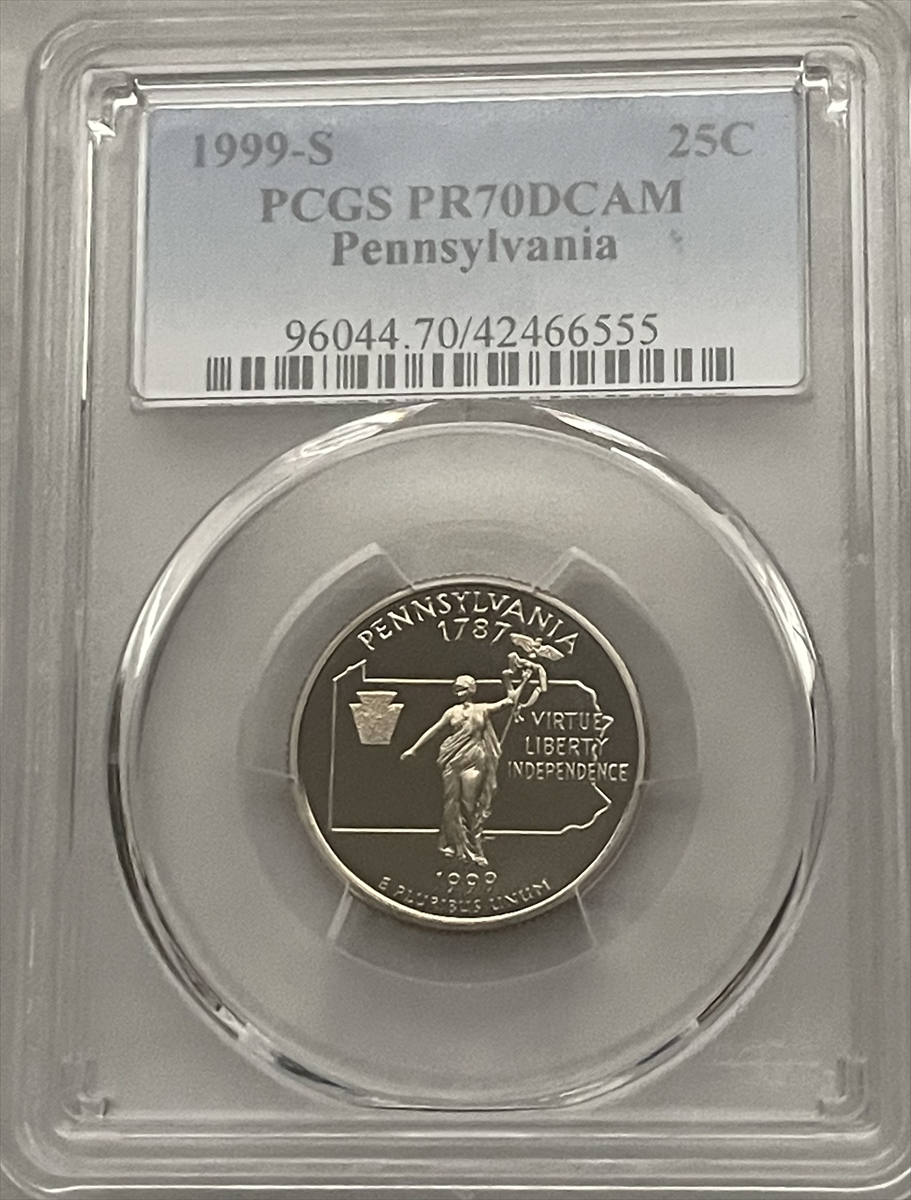 1999-S 25C
PCGS PR70DCAM
Pennsylvania
96044.70/42466555
PENNSYLVANIA
1787
VIRTUE
LIBERTY
INDEPENDENCE
1999
E PLURIBUS UNUM